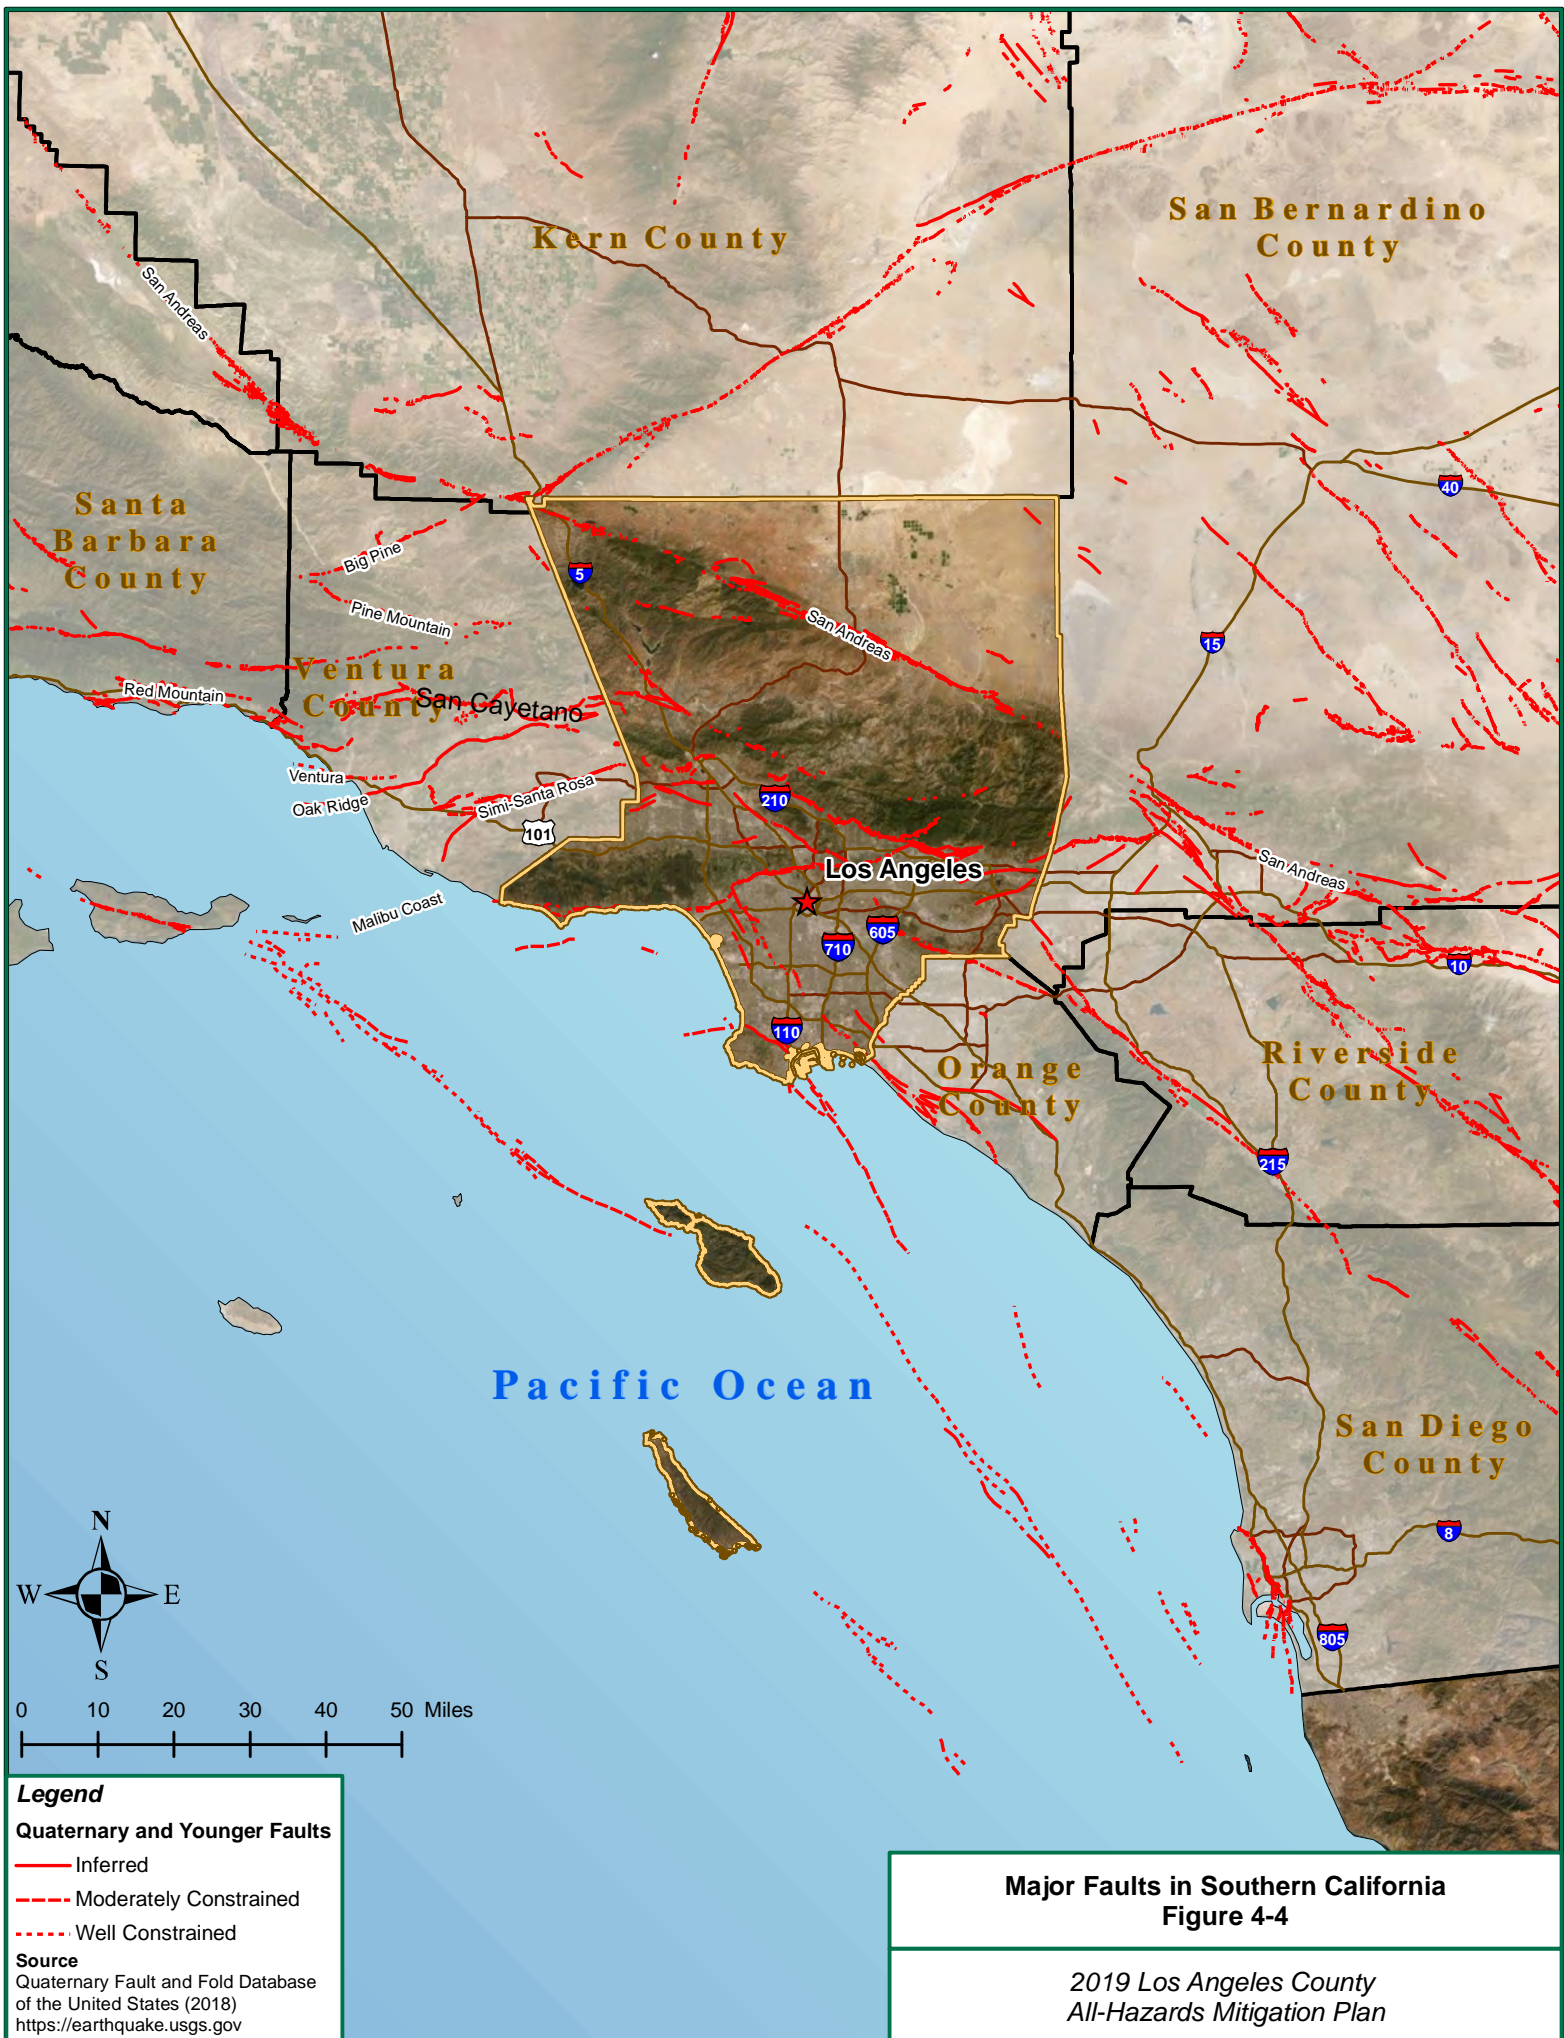 Kern County
San Bernardino
County
San Andreas
Santa
Barbara
County
40
Big Pine
5
Pine Mountain
San Andreas
15
Ventura
County
Red Mountain
San Cayetano
Ventura
Oak Ridge
Simi-Santa Rosa
210
101
Los Angeles
San Andreas
Malibu Coast
605
710
10
110
Orange
County
Riverside
County
215
Pacific Ocean
San Diego
County
8
805
N
W
E
S
0 10 20 30 40 50 Miles
Legend
Quaternary and Younger Faults
Inferred
Moderately Constrained
Well Constrained
Source
Quaternary Fault and Fold Database
of the United States (2018)
https://earthquake.usgs.gov
Major Faults in Southern California
Figure 4-4
2019 Los Angeles County
All-Hazards Mitigation Plan